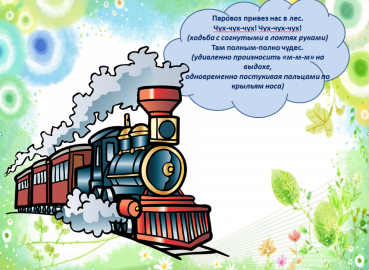 Паровоз привез нас в лес.
Чух-чух-чух! Чух-чух-чух!
(ходьба с согнутыми в локтях руками)
Там полным-полно чудес.
(удивленно произносить «м-м-м» на
выдохе,
одновременно постукивая пальцами по
крыльям носа)